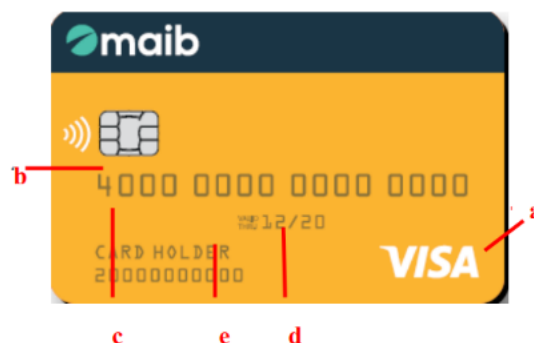 maib
b
4000 0000 0000 0000
VALID THRU 12/20
a
CARD HOLDER
20000000000
VISA
c e d